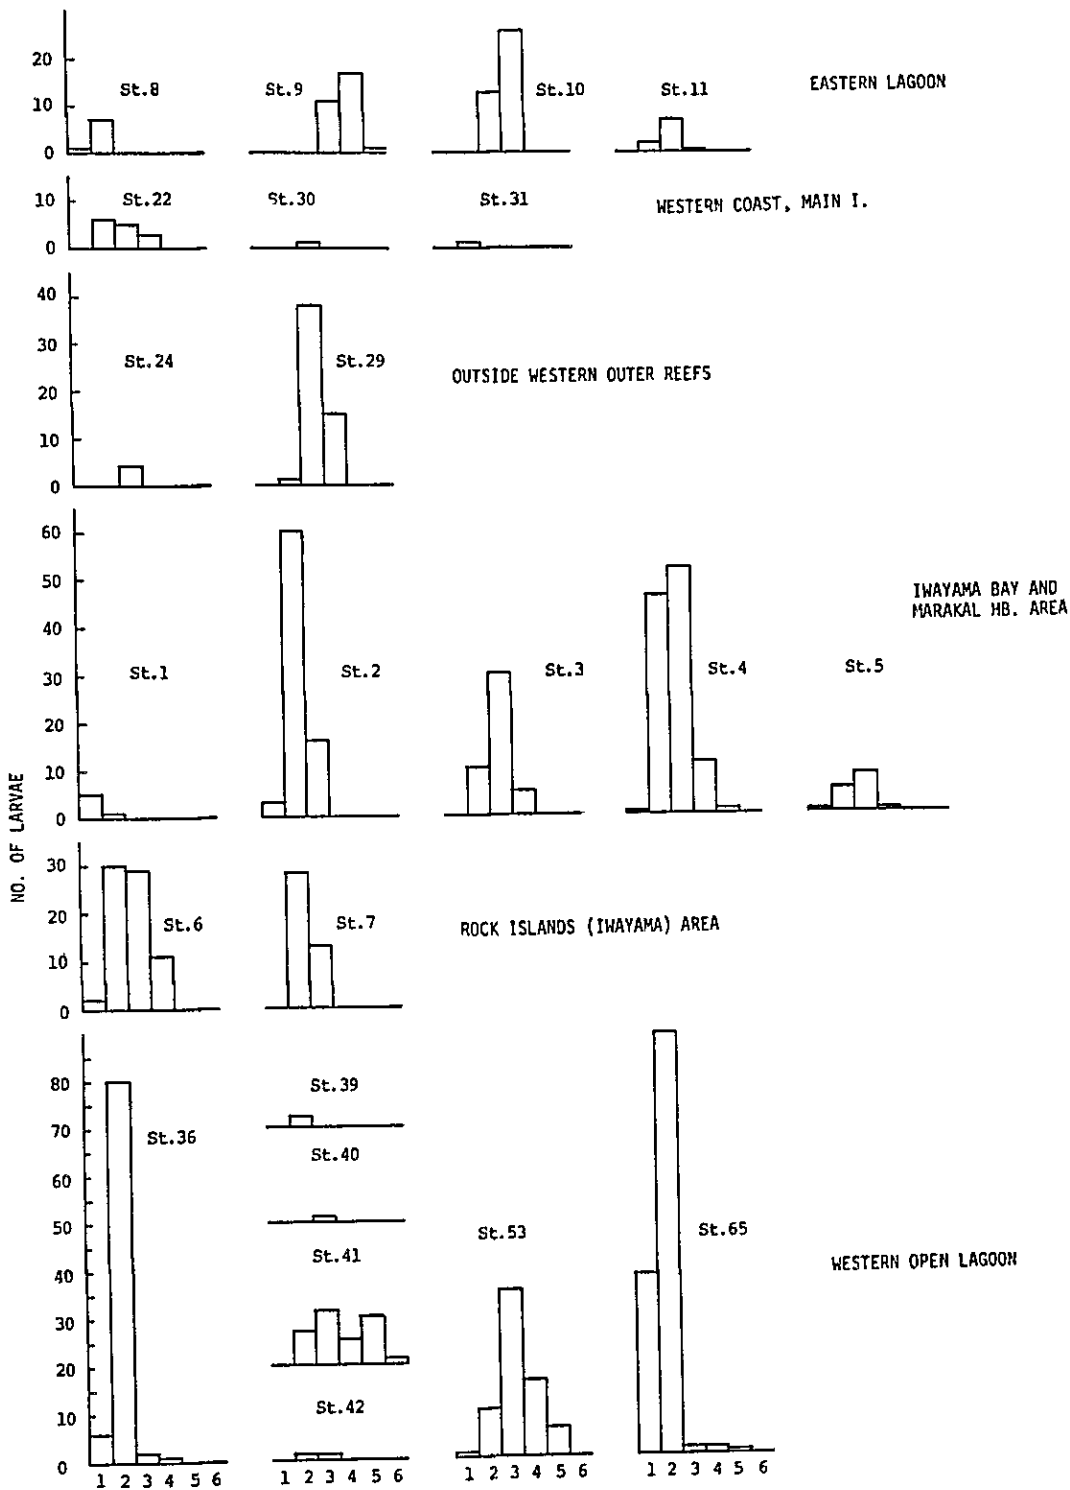 20
10
0
St.8
St.9
St.10
St.11
EASTERN LAGOON
10
0
St.22
St.30
St.31
WESTERN COAST, MAIN I.
40
30
20
10
0
St.24
St.29
OUTSIDE WESTERN OUTER REEFS
60
50
40
30
20
10
0
St.1
St.2
St.3
St.4
St.5
IWAYAMA BAY AND
MARAKAL HB. AREA
NO. OF LARVAE
30
20
10
0
St.6
St.7
ROCK ISLANDS (IWAYAMA) AREA
80
70
60
50
40
30
20
10
0
St.36
St.39
St.40
St.41
St.42
St.53
St.65
WESTERN OPEN LAGOON
1 2 3 4 5 6
1 2 3 4 5 6
1 2 3 4 5 6
1 2 3 4 5 6